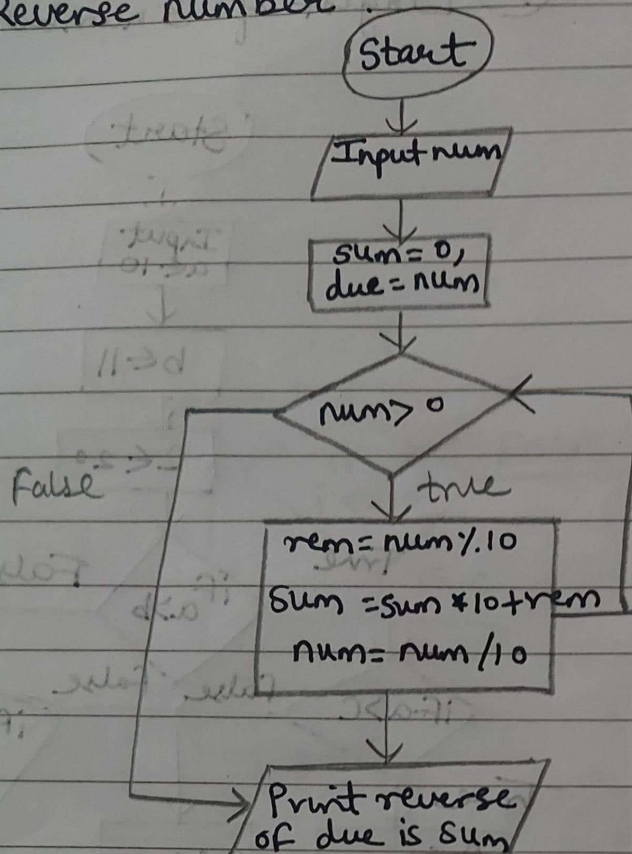 Reverse number.
Start
Input num
sum = 0,
due = num
num > 0
False
true
rem = num % 10
sum = sum * 10 + rem
num = num / 10
Print reverse
of due is sum